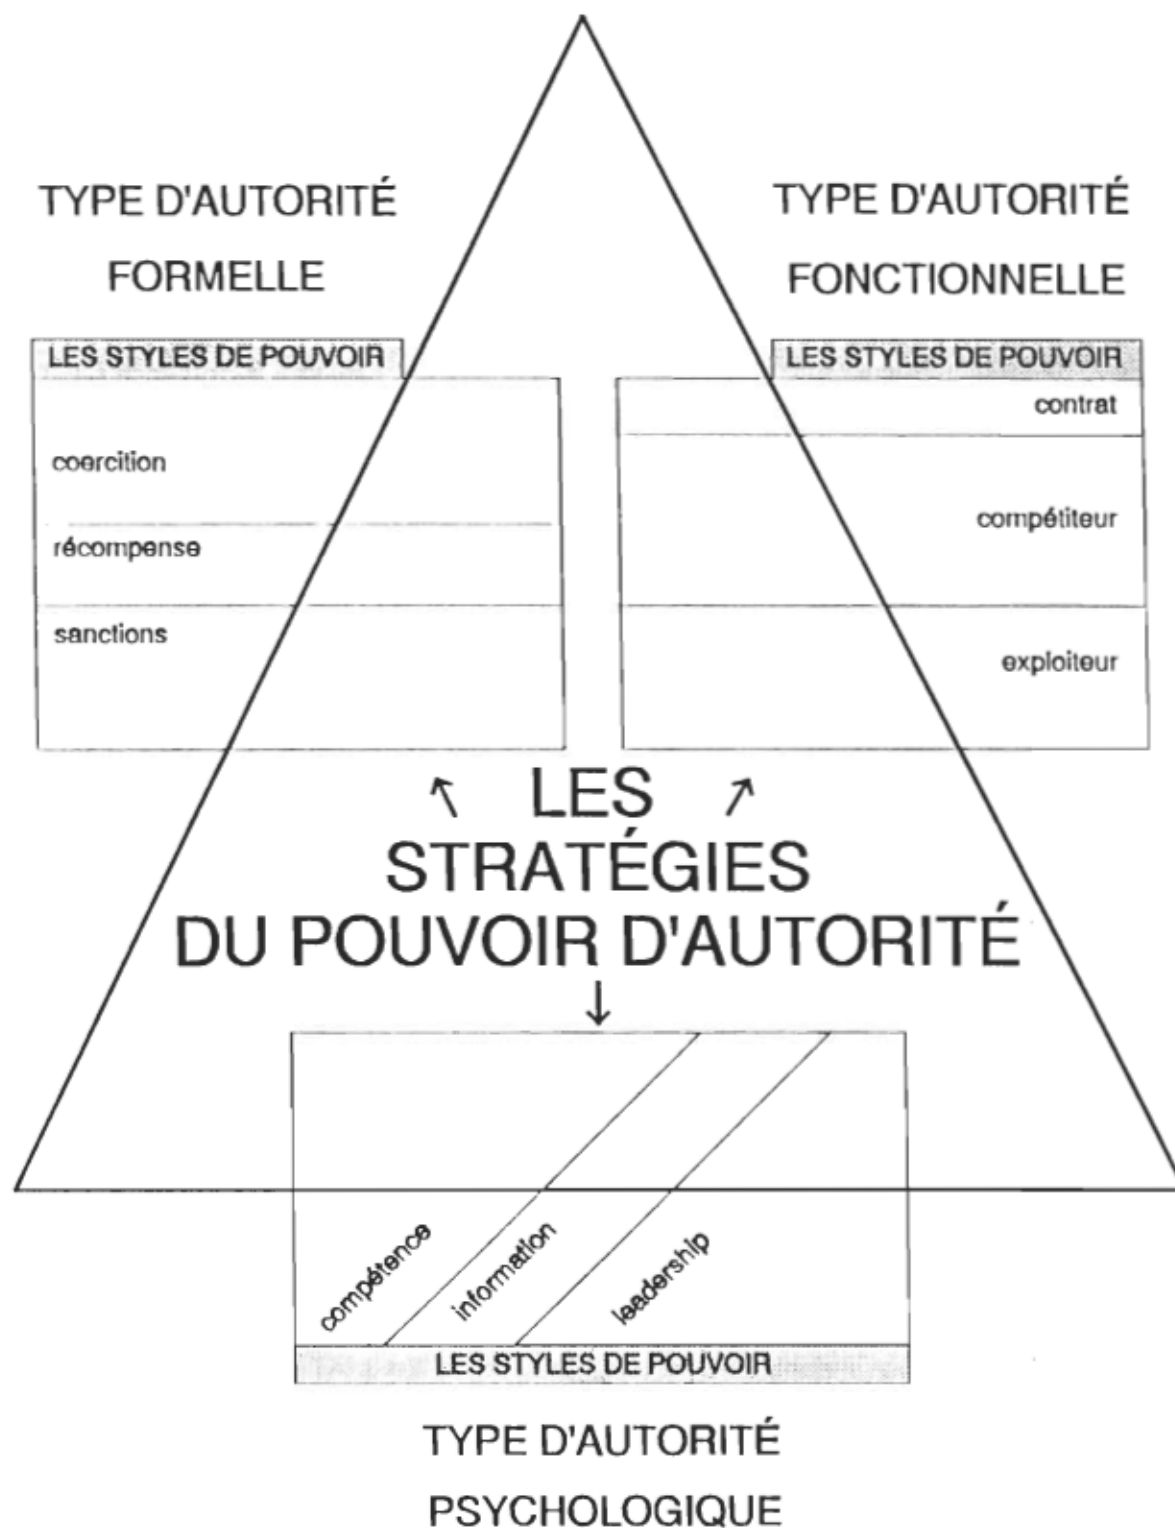 TYPE D'AUTORITÉ
FORMELLE
LES STYLES DE POUVOIR
coercition
récompense
sanctions
TYPE D'AUTORITÉ
FONCTIONNELLE
LES STYLES DE POUVOIR
contrat
compétiteur
exploiteur
LES
STRATÉGIES
DU POUVOIR D'AUTORITÉ
compétence
information
leadership
LES STYLES DE POUVOIR
TYPE D'AUTORITÉ
PSYCHOLOGIQUE